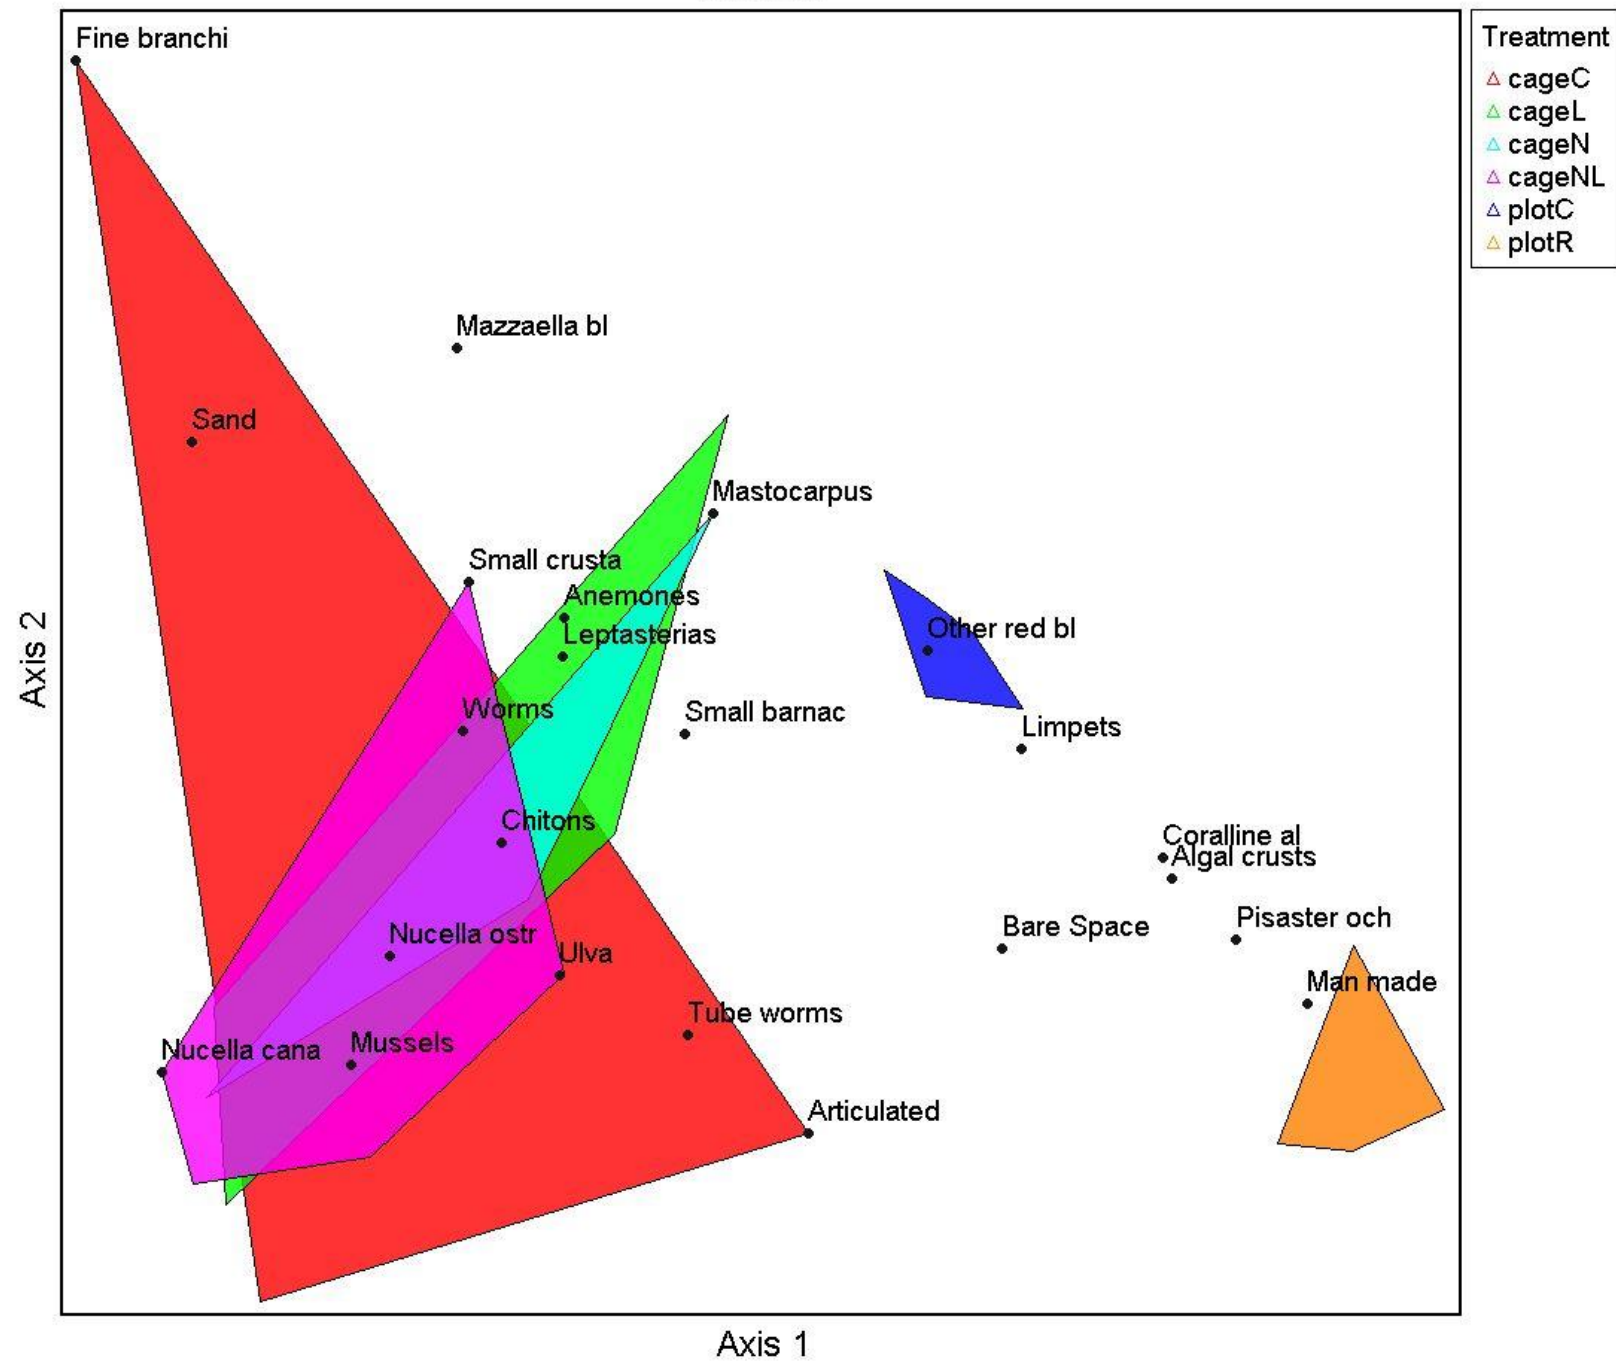 Fine branchi
Treatment
cageC
cageL
cageN
cageNL
plotC
plotR
Mazzaella bl
Sand
Mastocarpus
Small crusta
Anemones
Leptasterias
Other red bl
Worms
Small barnac
Limpets
Chitons
Coralline al
Algal crusts
Nucella ostr
Ulva
Bare Space
Pisaster och
Man made
Tube worms
Nucella cana
Mussels
Articulated
Axis 2
Axis 1